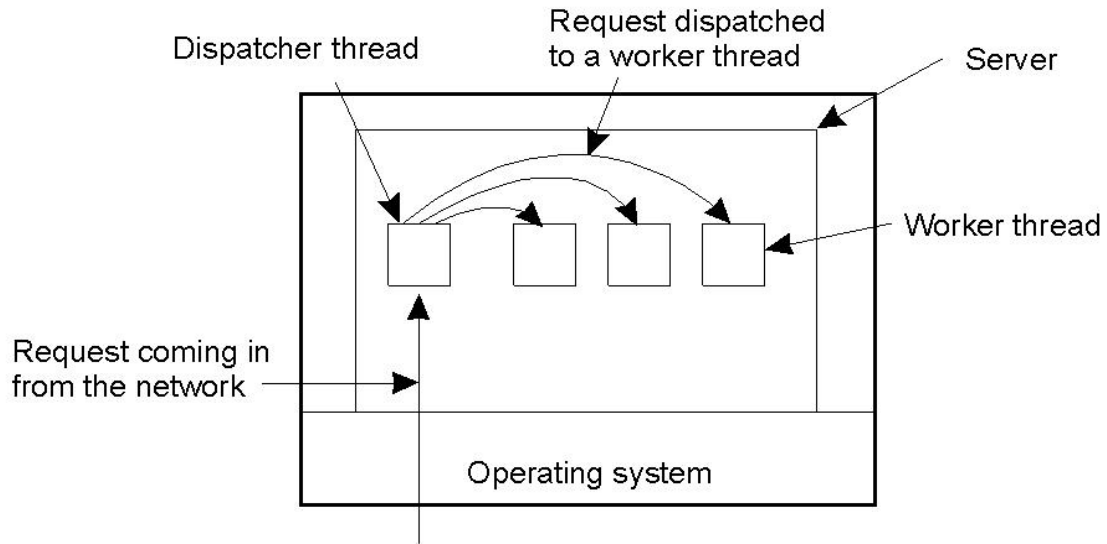 Request dispatched
to a worker thread
Dispatcher thread
Server
Worker thread
Request coming in
from the network
Operating system